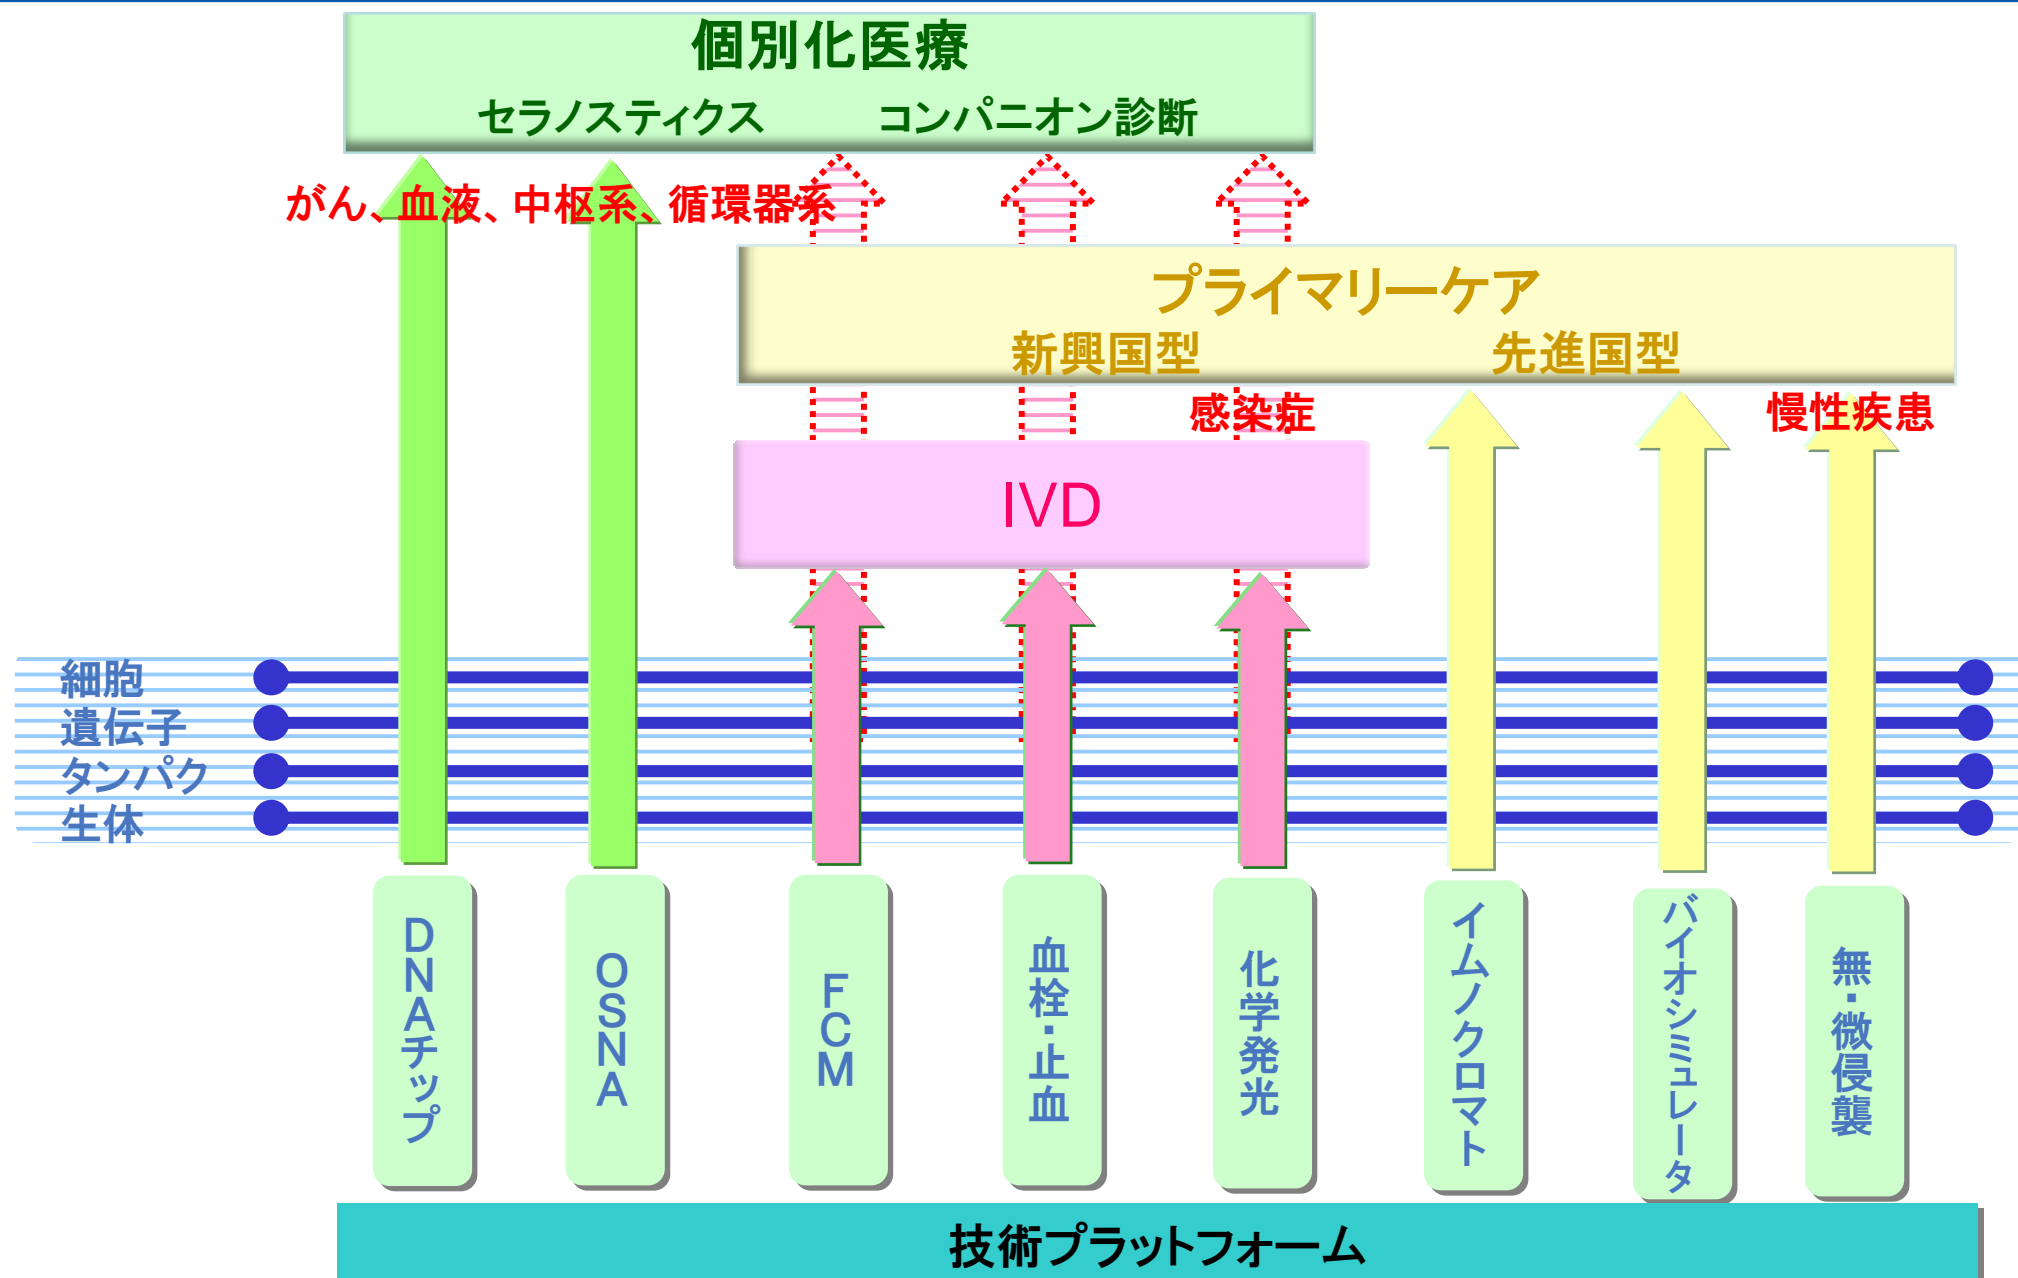 個別化医療
セラノスティクス
コンパニオン診断
がん、血液、中枢系、循環器系
プライマリーケア
新興国型
先進国型
感染症
慢性疾患
IVD
細胞
遺伝子
タンパク
生体
DNAチップ
OSNA
FCM
血栓・止血
化学発光
イムノクロマト
バイオシミュレータ
無・微侵襲
技術プラットフォーム